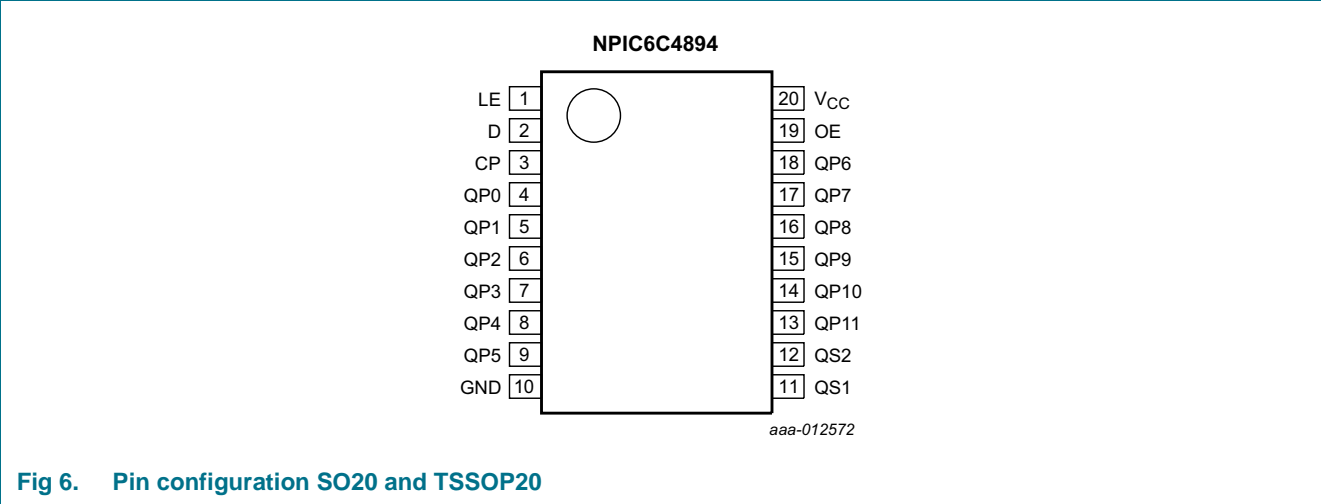 NPIC6C4894
LE 1 20 VCC
D 2 19 OE
CP 3 18 QP6
QP0 4 17 QP7
QP1 5 16 QP8
QP2 6 15 QP9
QP3 7 14 QP10
QP4 8 13 QP11
QP5 9 12 QS2
GND 10 11 QS1
aaa-012572
Fig 6. Pin configuration SO20 and TSSOP20